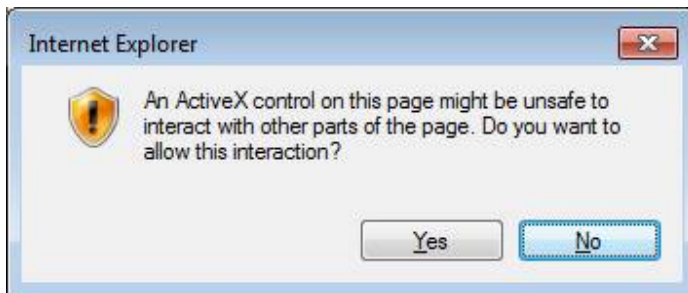 Internet Explorer
An ActiveX control on this page might be unsafe to
interact with other parts of the page. Do you want to
allow this interaction?
Yes
No